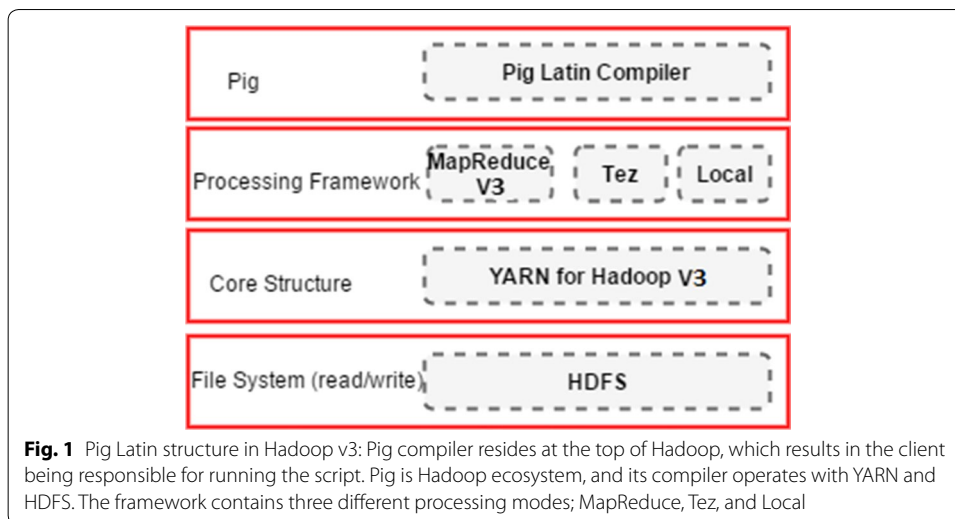 Pig
Pig Latin Compiler
Processing Framework
MapReduce
V3
Tez
Local
Core Structure
YARN for Hadoop V3
File System (read/write)
HDFS
Fig. 1 Pig Latin structure in Hadoop v3: Pig compiler resides at the top of Hadoop, which results in the client
being responsible for running the script. Pig is Hadoop ecosystem, and its compiler operates with YARN and
HDFS. The framework contains three different processing modes; MapReduce, Tez, and Local